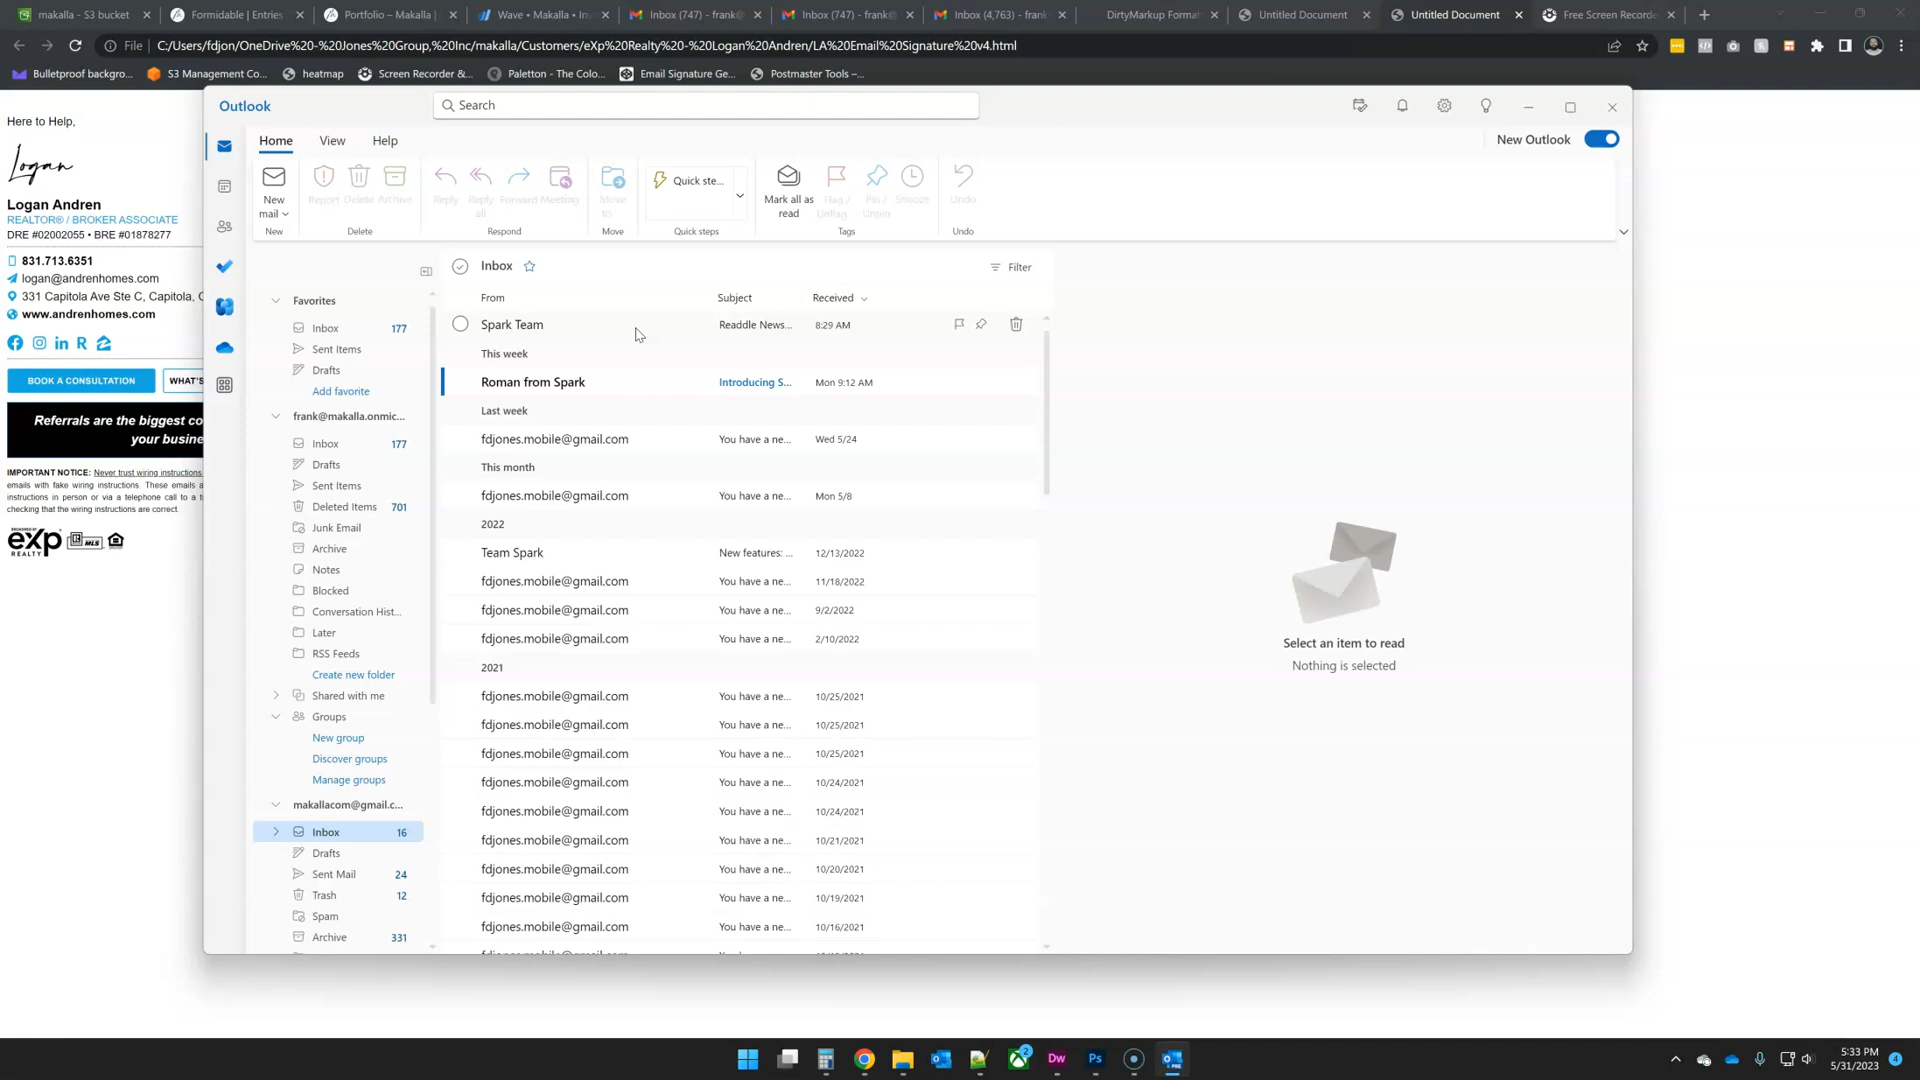 makalla - S3 bucket
Formidable | Entries
Portfolio – Makalla |
Wave • Makalla • Inv
Inbox (747) - frank@
Inbox (747) - frank@
Inbox (4,763) - frank
DirtyMarkup Format
Untitled Document
Untitled Document
Free Screen Recorde
File
C:/Users/fdjon/OneDrive%20-%20Jones%20Group,%20Inc/makalla/Customers/eXp%20Realty%20-%20Logan%20Andren/LA%20Email%20Signature%20v4.html
Bulletproof backgro...
S3 Management Co...
heatmap
Screen Recorder &...
Paletton - The Colo...
Email Signature Ge...
Postmaster Tools –...
Here to Help,
Logan
Logan Andren
REALTOR® / BROKER ASSOCIATE
DRE #02002055 • BRE #01878277
831.713.6351
logan@andrenhomes.com
331 Capitola Ave Ste C, Capitola, C
www.andrenhomes.com
BOOK A CONSULTATION
WHAT'S
Referrals are the biggest co
your busine
IMPORTANT NOTICE: Never trust wiring instructions
emails with fake wiring instructions. These emails a
instructions in person or via a telephone call to a t
checking that the wiring instructions are correct.
exp
REALTY
MLS
Outlook
Search
Home
View
Help
New Outlook
New mail
Report
Delete
Archive
Reply
Reply all
Forward
Meeting
Move to
Quick ste...
Mark all as read
Flag / Unflag
Pin / Unpin
Snooze
Undo
New
Delete
Respond
Move
Quick steps
Tags
Undo
Favorites
Inbox 177
Sent Items
Drafts
Add favorite
frank@makalla.onmic...
Inbox 177
Drafts
Sent Items
Deleted Items 701
Junk Email
Archive
Notes
Blocked
Conversation Hist...
Later
RSS Feeds
Create new folder
Shared with me
Groups
New group
Discover groups
Manage groups
makallacom@gmail.c...
Inbox 16
Drafts
Sent Mail 24
Trash 12
Spam
Archive 331
Inbox
Filter
From Subject Received
Spark Team Readdle News... 8:29 AM
This week
Roman from Spark Introducing S... Mon 9:12 AM
Last week
fdjones.mobile@gmail.com You have a ne... Wed 5/24
This month
fdjones.mobile@gmail.com You have a ne... Mon 5/8
2022
Team Spark New features: ... 12/13/2022
fdjones.mobile@gmail.com You have a ne... 11/18/2022
fdjones.mobile@gmail.com You have a ne... 9/2/2022
fdjones.mobile@gmail.com You have a ne... 2/10/2022
2021
fdjones.mobile@gmail.com You have a ne... 10/25/2021
fdjones.mobile@gmail.com You have a ne... 10/25/2021
fdjones.mobile@gmail.com You have a ne... 10/25/2021
fdjones.mobile@gmail.com You have a ne... 10/24/2021
fdjones.mobile@gmail.com You have a ne... 10/24/2021
fdjones.mobile@gmail.com You have a ne... 10/21/2021
fdjones.mobile@gmail.com You have a ne... 10/20/2021
fdjones.mobile@gmail.com You have a ne... 10/19/2021
fdjones.mobile@gmail.com You have a ne... 10/16/2021
Select an item to read
Nothing is selected
2
Dw
Ps
5:33 PM
5/31/2023
4